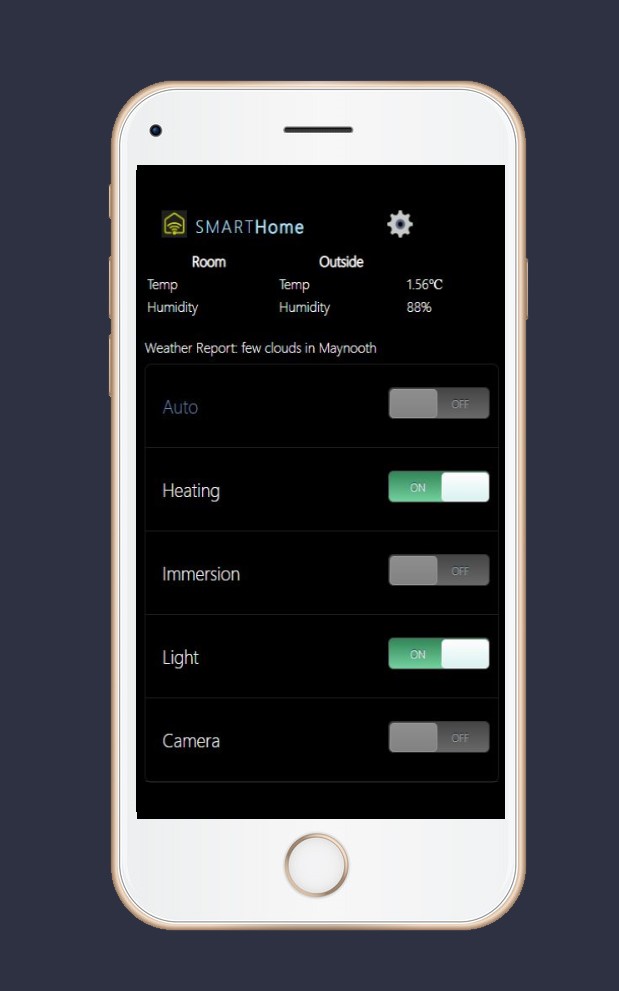 SMARTHome
Room Outside
Temp Temp 1.56℃
Humidity Humidity 88%
Weather Report: few clouds in Maynooth
Auto OFF
Heating ON
Immersion OFF
Light ON
Camera OFF